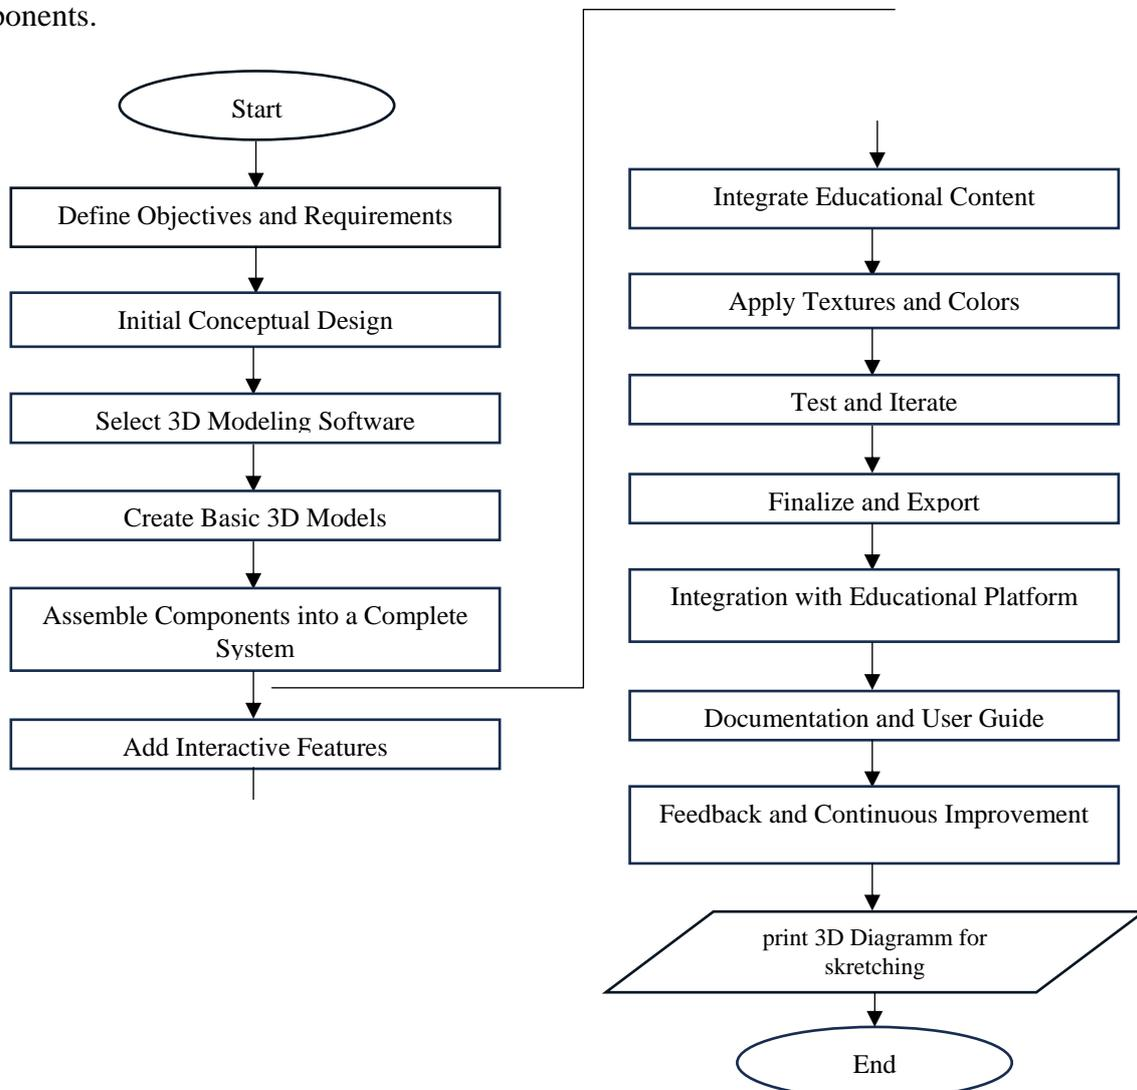 ponents.
Start
Define Objectives and Requirements
Initial Conceptual Design
Select 3D Modeling Software
Create Basic 3D Models
Assemble Components into a Complete
System
Add Interactive Features
Integrate Educational Content
Apply Textures and Colors
Test and Iterate
Finalize and Export
Integration with Educational Platform
Documentation and User Guide
Feedback and Continuous Improvement
print 3D Diagramm for
skretching
End